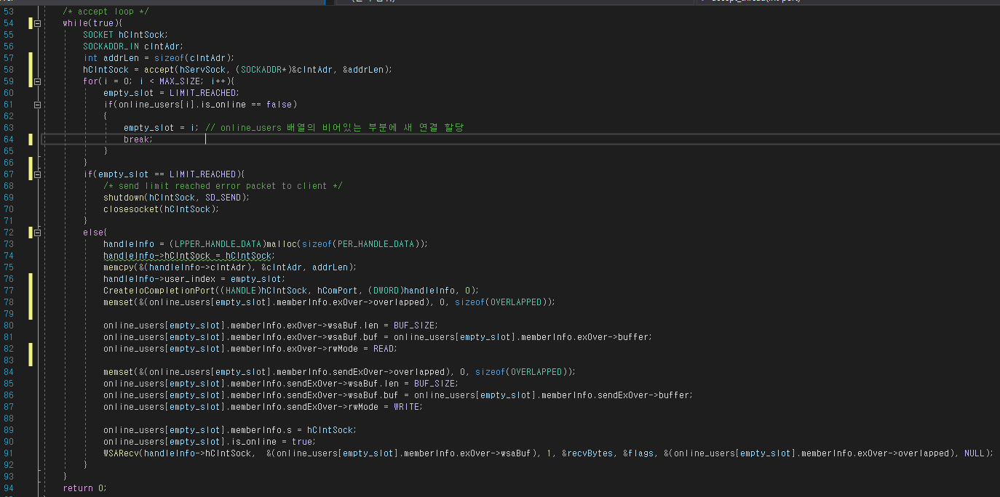 53 /* accept loop */
54 while(true){
55 SOCKET hClntSock;
56 SOCKADDR_IN clntAdr;
57 int addrLen = sizeof(clntAdr);
58 hClntSock = accept(hServSock, (SOCKADDR*)&clntAdr, &addrLen);
59 for(i = 0; i < MAX_SIZE; i++){
60 empty_slot = LIMIT_REACHED;
61 if(online_users[i].is_online == false)
62 {
63 empty_slot = i; // online_users 배열의 비어있는 부분에 새 연결 할당
64 break;
65 }
66 }
67 if(empty_slot == LIMIT_REACHED){
68 /* send limit reached error packet to client */
69 shutdown(hClntSock, SD_SEND);
70 closesocket(hClntSock);
71 }
72 else{
73 handleInfo = (LPPER_HANDLE_DATA)malloc(sizeof(PER_HANDLE_DATA));
74 handleInfo->hClntSock = hClntSock;
75 memcpy(&(handleInfo->clntAdr), &clntAdr, addrLen);
76 handleInfo->user_index = empty_slot;
77 CreateIoCompletionPort((HANDLE)hClntSock, hComPort, (DWORD)handleInfo, 0);
78 memset(&(online_users[empty_slot].memberInfo.exOver->overlapped), 0, sizeof(OVERLAPPED));
79
80 online_users[empty_slot].memberInfo.exOver->wsaBuf.len = BUF_SIZE;
81 online_users[empty_slot].memberInfo.exOver->wsaBuf.buf = online_users[empty_slot].memberInfo.exOver->buffer;
82 online_users[empty_slot].memberInfo.exOver->rwMode = READ;
83
84 memset(&(online_users[empty_slot].memberInfo.sendExOver->overlapped), 0, sizeof(OVERLAPPED));
85 online_users[empty_slot].memberInfo.sendExOver->wsaBuf.len = BUF_SIZE;
86 online_users[empty_slot].memberInfo.sendExOver->wsaBuf.buf = online_users[empty_slot].memberInfo.sendExOver->buffer;
87 online_users[empty_slot].memberInfo.sendExOver->rwMode = WRITE;
88
89 online_users[empty_slot].memberInfo.s = hClntSock;
90 online_users[empty_slot].is_online = true;
91 WSARecv(handleInfo->hClntSock, &(online_users[empty_slot].memberInfo.exOver->wsaBuf), 1, &recvBytes, &flags, &(online_users[empty_slot].memberInfo.exOver->overlapped), NULL);
92 }
93 }
94 return 0;